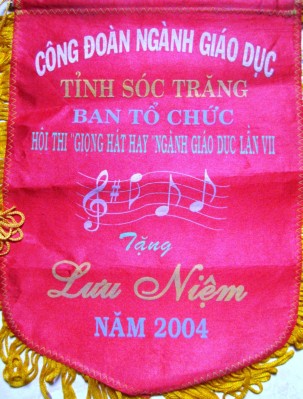 CÔNG ĐOÀN NGÀNH GIÁO DỤC
TỈNH SÓC TRĂNG
BAN TỔ CHỨC
HỘI THI "GIỌNG HÁT HAY "NGÀNH GIÁO DỤC LẦN VII
Tặng
Lưu Niệm
NĂM 2004